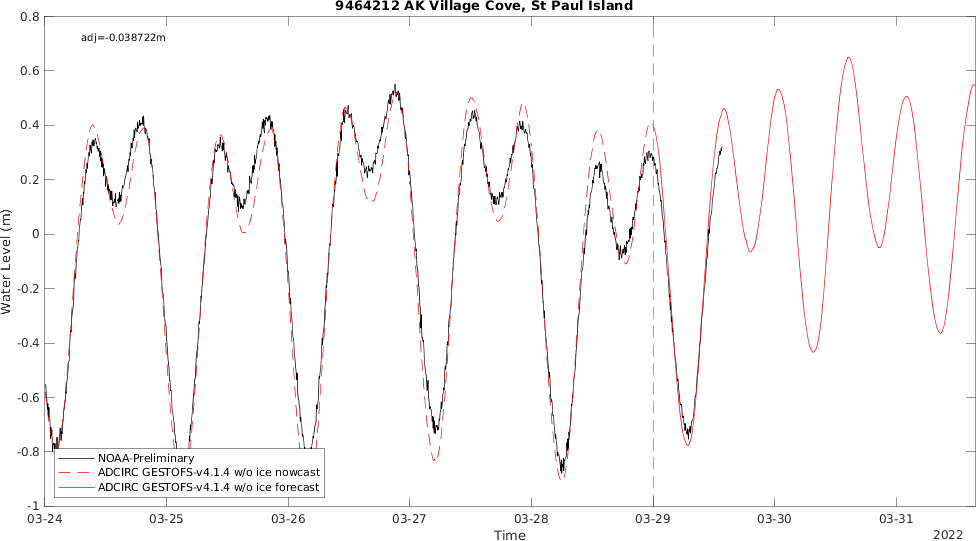 9464212 AK Village Cove, St Paul Island
adj=-0.038722m
0.8
0.6
0.4
0.2
0
-0.2
-0.4
-0.6
-0.8
-1
Water Level (m)
NOAA-Preliminary
ADCIRC GESTOFS-v4.1.4 w/o ice nowcast
ADCIRC GESTOFS-v4.1.4 w/o ice forecast
03-24 03-25 03-26 03-27 03-28 03-29 03-30 03-31
Time
2022